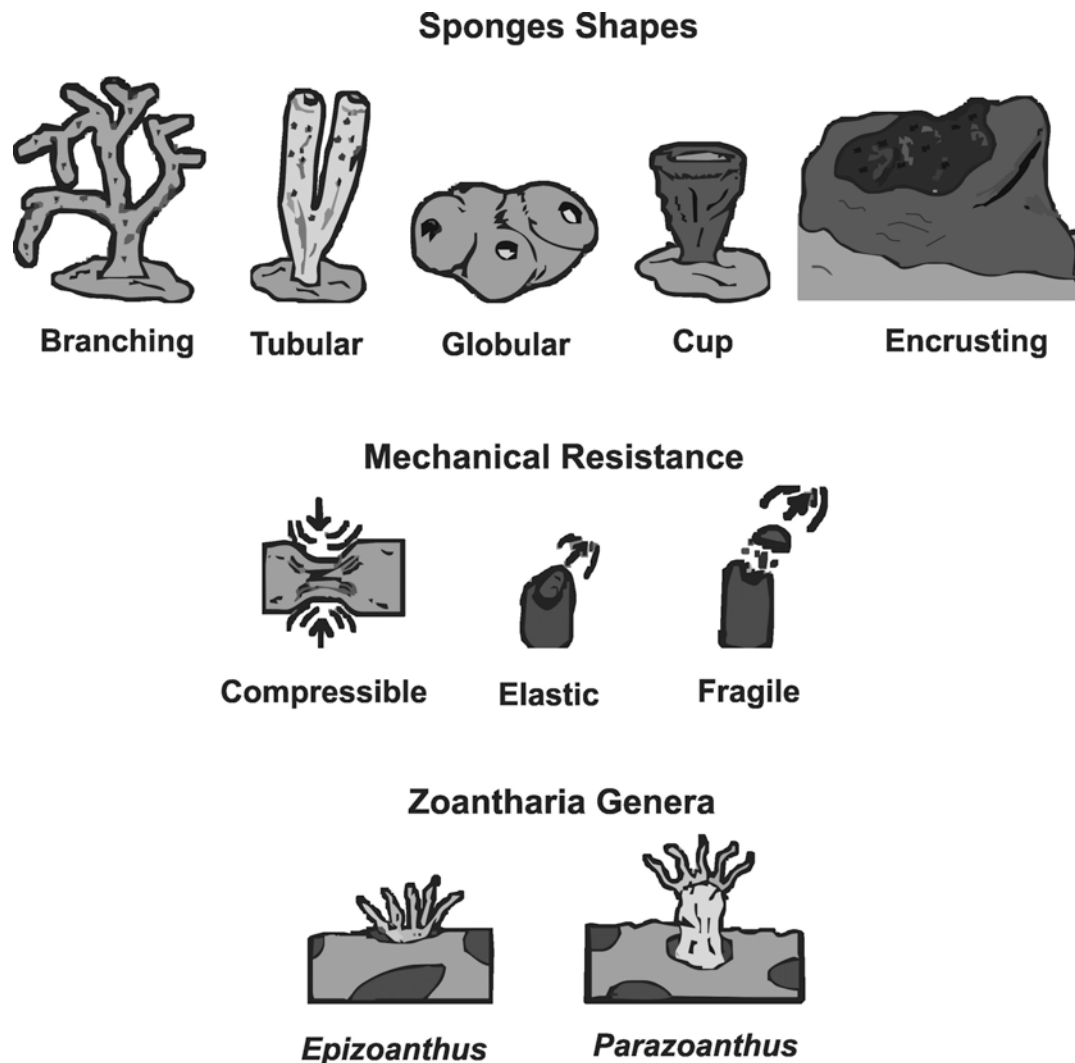 Sponges Shapes
Branching Tubular Globular Cup Encrusting
Mechanical Resistance
Compressible Elastic Fragile
Zoantharia Genera
Epizoanthus Parazoanthus